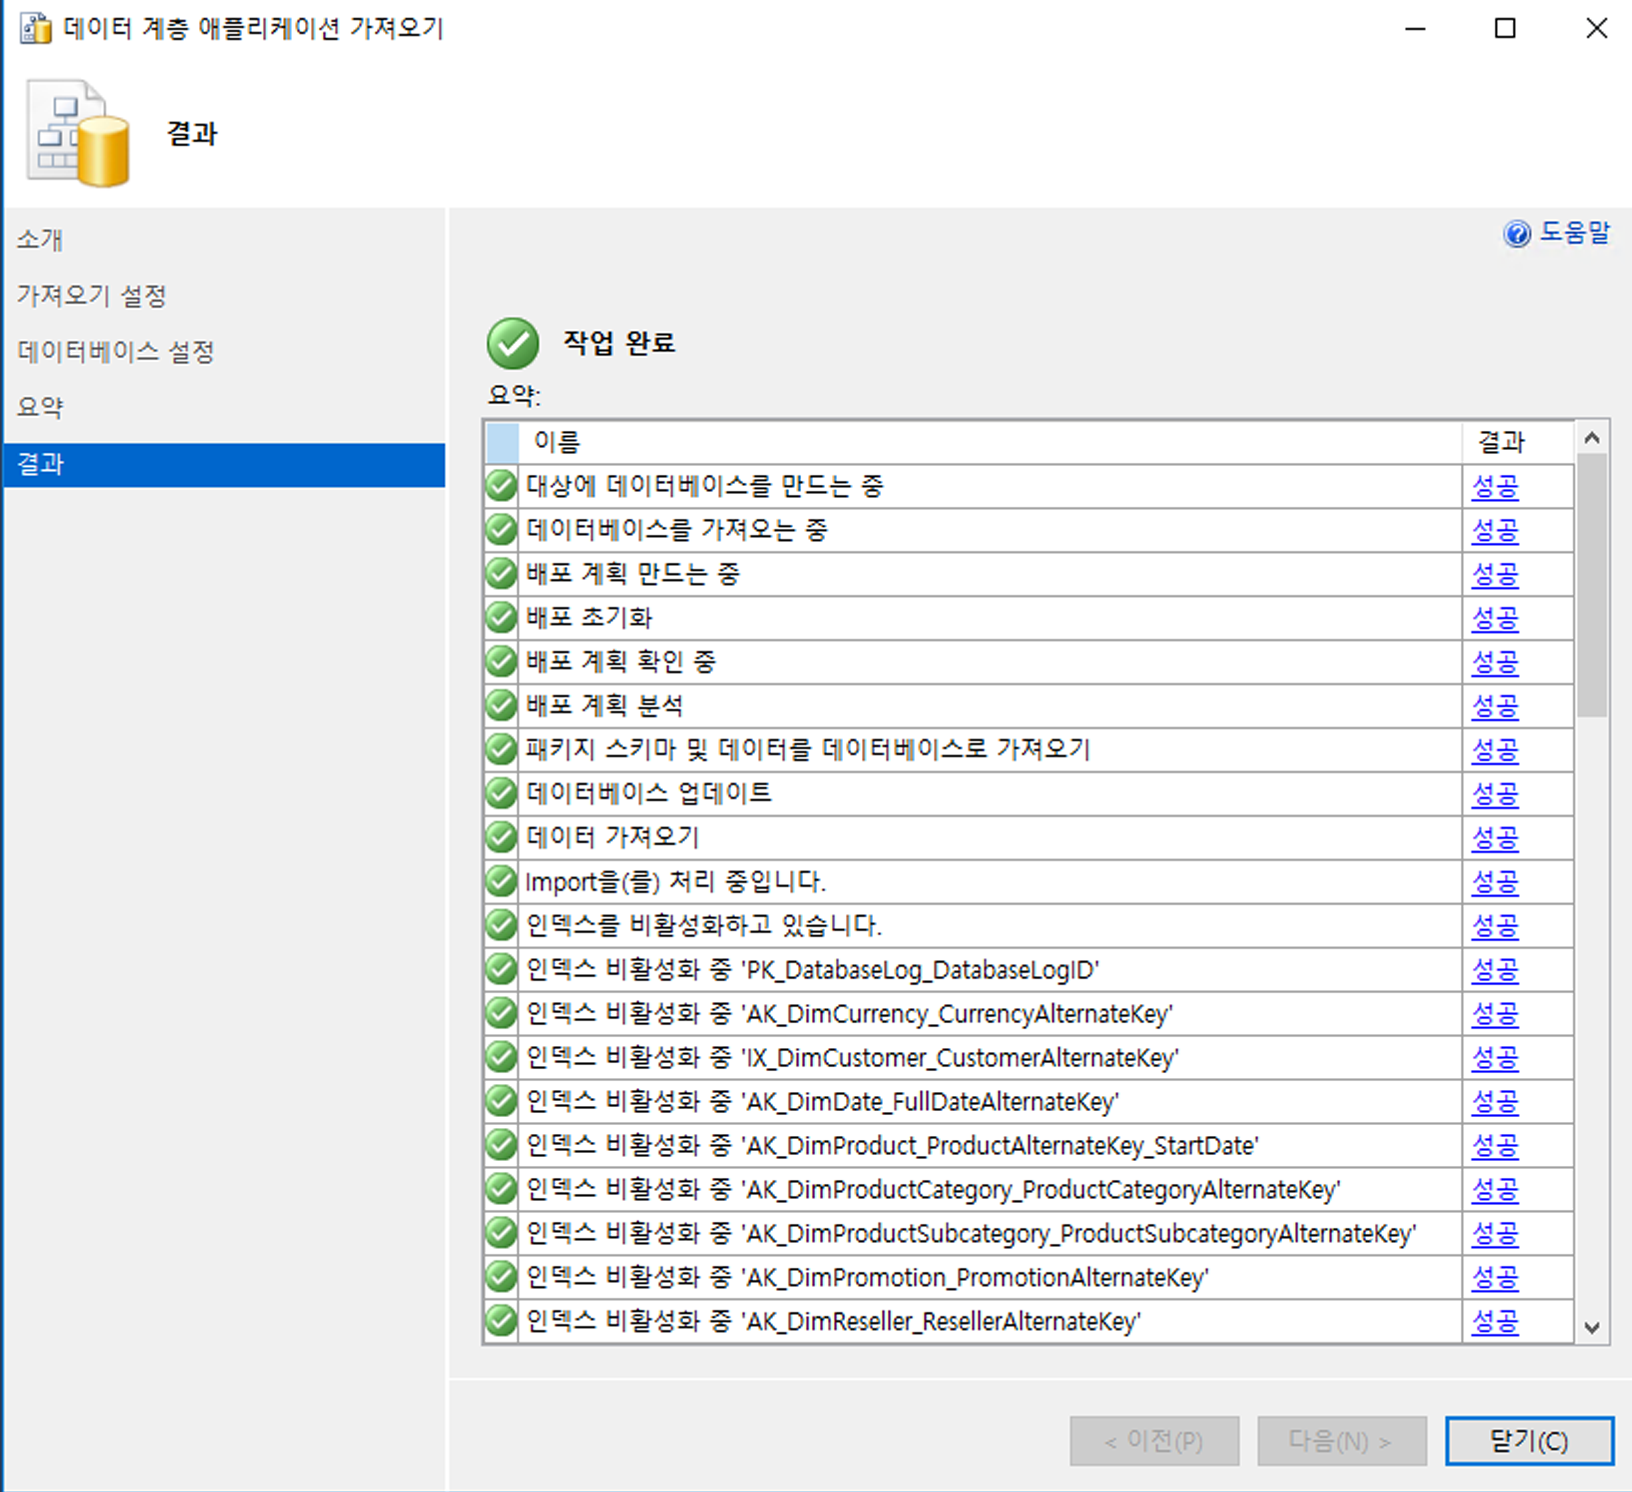 데이터 계층 애플리케이션 가져오기
결과
소개
가져오기 설정
데이터베이스 설정
요약
결과
도움말
작업 완료
요약:
이름 결과
대상에 데이터베이스를 만드는 중 성공
데이터베이스를 가져오는 중 성공
배포 계획 만드는 중 성공
배포 초기화 성공
배포 계획 확인 중 성공
배포 계획 분석 성공
패키지 스키마 및 데이터를 데이터베이스로 가져오기 성공
데이터베이스 업데이트 성공
데이터 가져오기 성공
Import을(를) 처리 중입니다. 성공
인덱스를 비활성화하고 있습니다. 성공
인덱스 비활성화 중 'PK_DatabaseLog_DatabaseLogID' 성공
인덱스 비활성화 중 'AK_DimCurrency_CurrencyAlternateKey' 성공
인덱스 비활성화 중 'IX_DimCustomer_CustomerAlternateKey' 성공
인덱스 비활성화 중 'AK_DimDate_FullDateAlternateKey' 성공
인덱스 비활성화 중 'AK_DimProduct_ProductAlternateKey_StartDate' 성공
인덱스 비활성화 중 'AK_DimProductCategory_ProductCategoryAlternateKey' 성공
인덱스 비활성화 중 'AK_DimProductSubcategory_ProductSubcategoryAlternateKey' 성공
인덱스 비활성화 중 'AK_DimPromotion_PromotionAlternateKey' 성공
인덱스 비활성화 중 'AK_DimReseller_ResellerAlternateKey' 성공
< 이전(P) 다음(N) > 닫기(C)